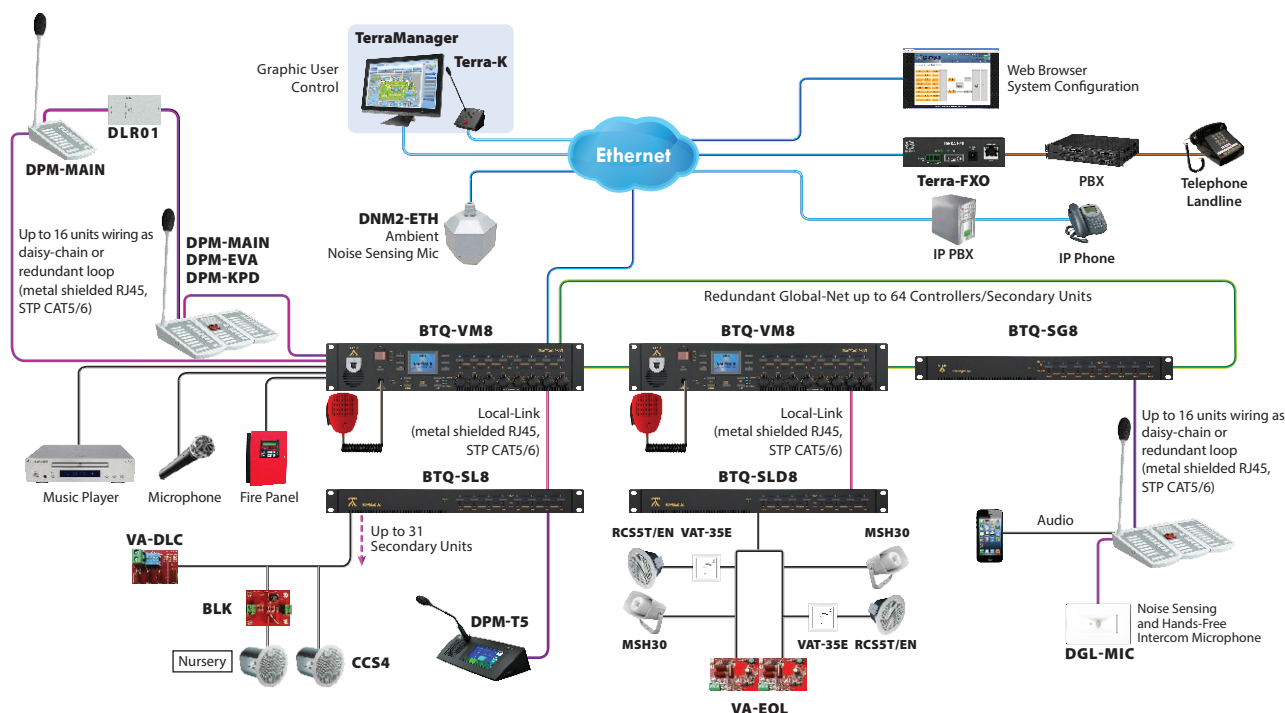 TerraManager
Terra-K
Graphic User
Control
Web Browser
System Configuration
DLR01
DPM-MAIN
Ethernet
Terra-FXO
PBX
Telephone
Landline
DNM2-ETH
Ambient
Noise Sensing Mic
IP PBX
IP Phone
Up to 16 units wiring as
daisy-chain or
redundant loop
(metal shielded RJ45,
STP CAT5/6)
DPM-MAIN
DPM-EVA
DPM-KPD
Redundant Global-Net up to 64 Controllers/Secondary Units
BTQ-VM8
BTQ-VM8
BTQ-SG8
Local-Link
(metal shielded RJ45,
STP CAT5/6)
Local-Link
(metal shielded RJ45,
STP CAT5/6)
Up to 16 units wiring as
daisy-chain or
redundant loop
(metal shielded RJ45,
STP CAT5/6)
Music Player
Microphone
Fire Panel
BTQ-SL8
BTQ-SLD8
Up to 31
Secondary Units
VA-DLC
BLK
Nursery
CCS4
DPM-T5
RCS5T/EN
VAT-35E
MSH30
MSH30
VAT-35E
RCS5T/EN
VA-EOL
Audio
Noise Sensing
and Hands-Free
Intercom Microphone
DGL-MIC